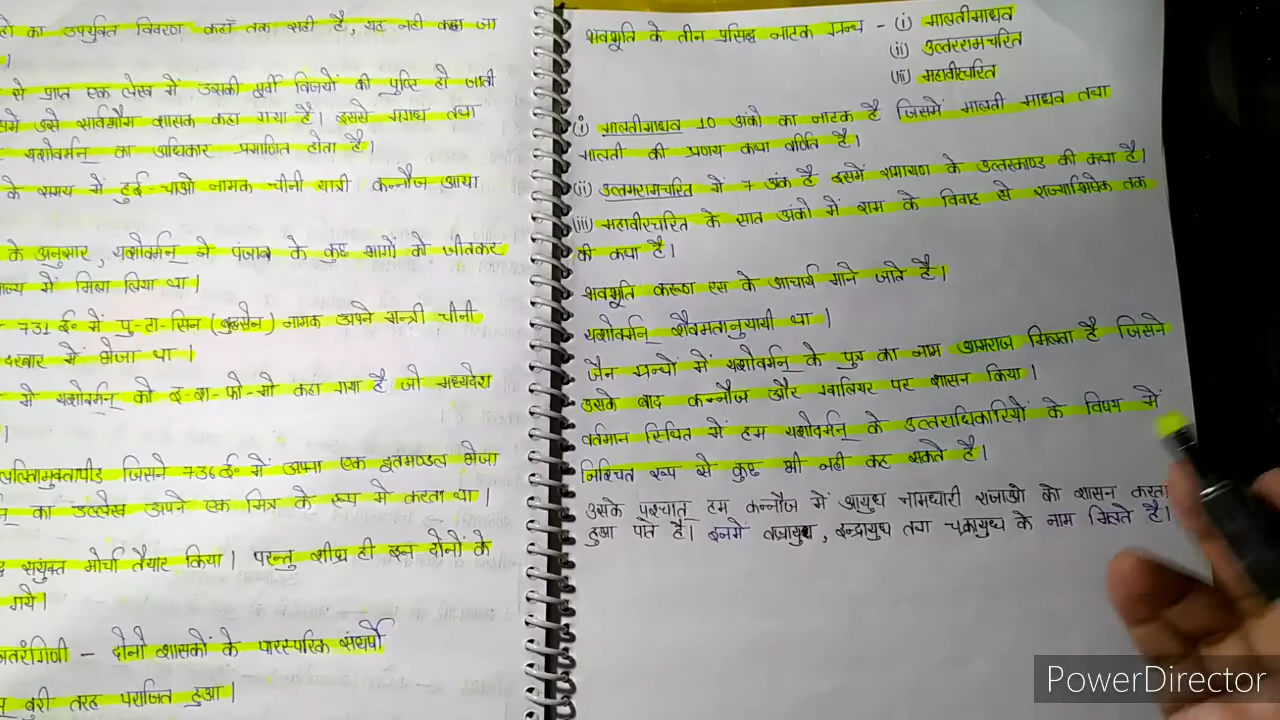 हो का उपर्युक्त विवरण कहाँ तक सही है, यह नही कहा जा
।
से प्राप्त एक लेख में उसकी पूर्वी विजयों की पुष्टि हो जाती
समें उसे सार्वभौम शासक कहा गया है। इससे मगध तथा
यशोवर्मन् का अधिकार प्रमाणित होता है।
के समय में हुई-चाओ नामक चीनी यात्री कन्नौज आया
के अनुसार, यशोवर्मन् ने पंजाब के कुछ भागों को जीतकर
ज्य में मिला लिया था।
731 ई० में पु-टा-सिन (बुद्धसेन) नामक अपने मन्त्री चीनी
दरबार में भेजा था।
में यशोवर्मन् को इ-श-फो-मो कहा गया है जो मध्यदेश
।
ललितामुक्तापीड जिसने 736 ई० में अपना एक दूतमण्डल भेजा
न् का उल्लेख अपने एक मित्र के रूप मे करता था।
संयुक्त मोर्चा तैयार किया। परन्तु शीघ्र ही इन दोनों के
गये।
जतरंगिणी - दोनो शासकों के पारस्परिक संघर्षो
बुरी तरह पराजित हुआ।
भवभूति के तीन प्रसिद्ध नाटक ग्रन्थ - (i) मालतीमाधव
(ii) उत्तररामचरित
(iii) महावीरचरित
(i) मालतीमाधव 10 अंको का नाटक है जिसमें मालती माधव तथा
मालती की प्रणय कथा वर्णित है।
(ii) उत्तमरामचरित में 7 अंक है इसमें रामायण के उत्तरकाण्ड की कथा है।
(iii) महावीरचरित के सात अंको में राम के विवाह से राज्याभिषेक तक
की कथा है।
भवभूति करूण रस के आचार्य माने जाते है।
यशोवर्मन् शैवमतानुयायी था।
जैन ग्रन्थों में यशोवर्मन् के पुत्र का नाम आमराज मिलता है जिसने
उसके बाद कन्नौज और ग्वालियर पर शासन किया।
वर्तमान स्थित में हम यशोवर्मन् के उत्तराधिकारियों के विषय में
निश्चित रूप से कुछ भी नही कह सकते है।
उसके पश्चात् हम कन्नौज में आयुध नामधारी राजाओ को शासन करता
हुआ पाते है। इनमें वज्रायुध, इन्द्रायुध तथा चक्रायुध के नाम मिलते है।
PowerDirector